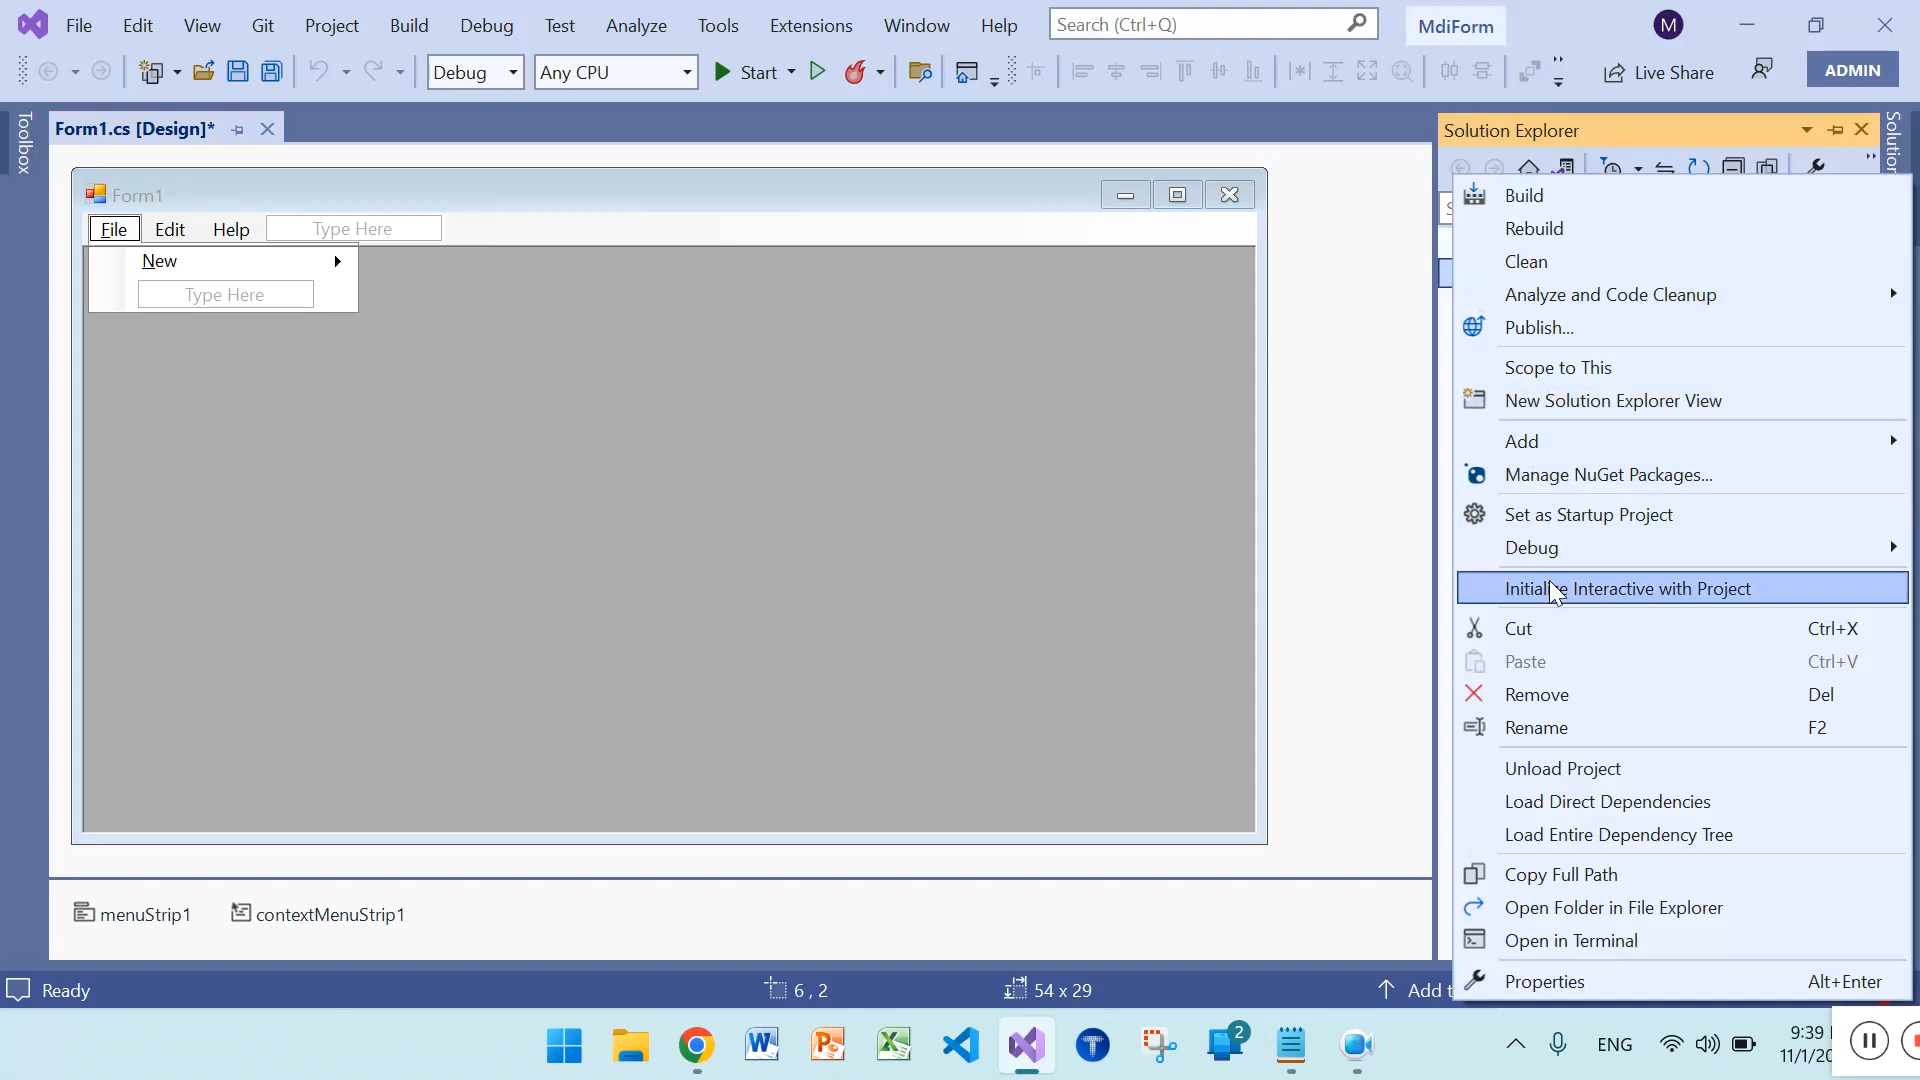 File Edit View Git Project Build Debug Test Analyze Tools Extensions Window Help Search (Ctrl+Q) MdiForm M
Debug Any CPU Start Live Share ADMIN
Toolbox
Form1.cs [Design]*
Solution Explorer
Form1
File Edit Help Type Here
New
Type Here
Build
Rebuild
Clean
Analyze and Code Cleanup
Publish...
Scope to This
New Solution Explorer View
Add
Manage NuGet Packages...
Set as Startup Project
Debug
Initialize Interactive with Project
Cut Ctrl+X
Paste Ctrl+V
Remove Del
Rename F2
Unload Project
Load Direct Dependencies
Load Entire Dependency Tree
Copy Full Path
Open Folder in File Explorer
Open in Terminal
Properties Alt+Enter
menuStrip1 contextMenuStrip1
Ready 6 , 2 54 x 29 Add
2
ENG
9:39
11/1/20